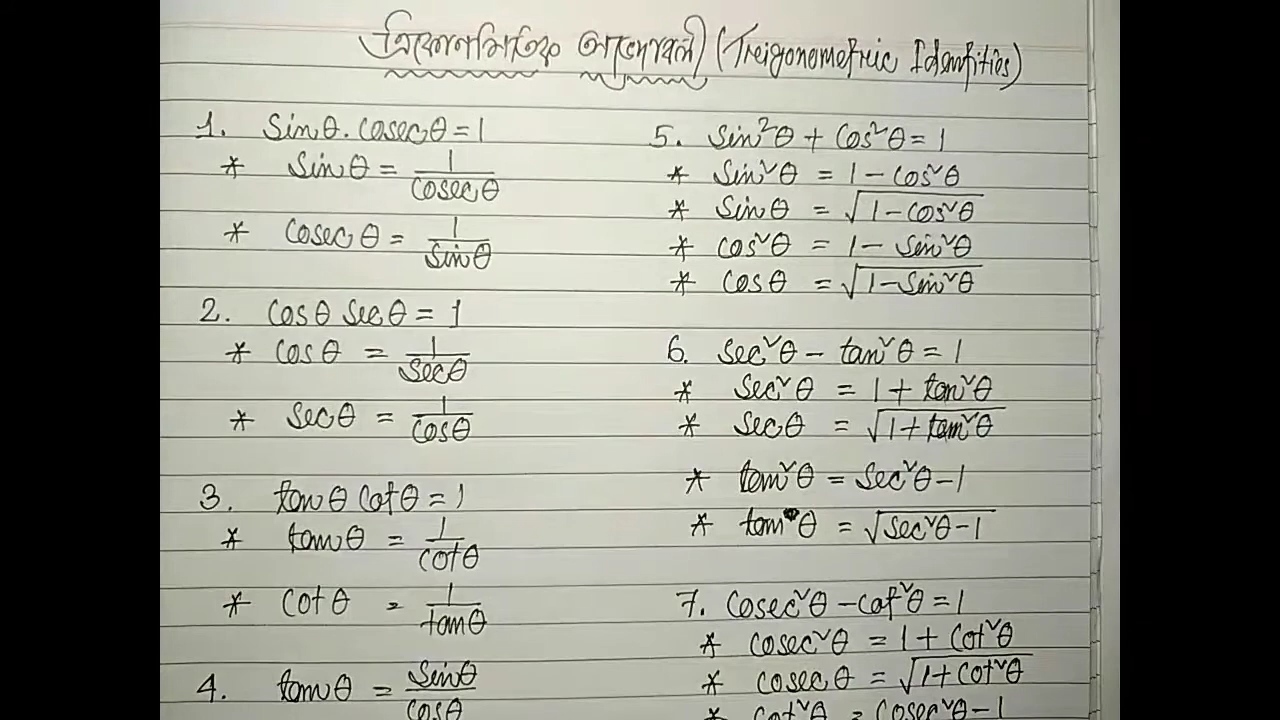 ত্রিকোণমিতিক অভেদাবলী (Treigonometric Identities)
1. Sinθ . Cosecθ = 1
* Sinθ = 1/Cosecθ
* Cosecθ = 1/Sinθ
2. Cosθ Secθ = 1
* Cosθ = 1/Secθ
* Secθ = 1/Cosθ
3. tanθ Cotθ = 1
* tanθ = 1/Cotθ
* Cotθ = 1/tanθ
4. tanθ = Sinθ/Cosθ
5. Sin²θ + Cos²θ = 1
* Sin²θ = 1 - Cos²θ
* Sinθ = √(1 - Cos²θ)
* Cos²θ = 1 - Sin²θ
* Cosθ = √(1 - Sin²θ)
6. Sec²θ - tan²θ = 1
* Sec²θ = 1 + tan²θ
* Secθ = √(1 + tan²θ)
* tan²θ = Sec²θ - 1
* tanθ = √(Sec²θ - 1)
7. Cosec²θ - Cot²θ = 1
* Cosec²θ = 1 + Cot²θ
* Cosecθ = √(1 + Cot²θ)
* Cot²θ = Cosec²θ - 1